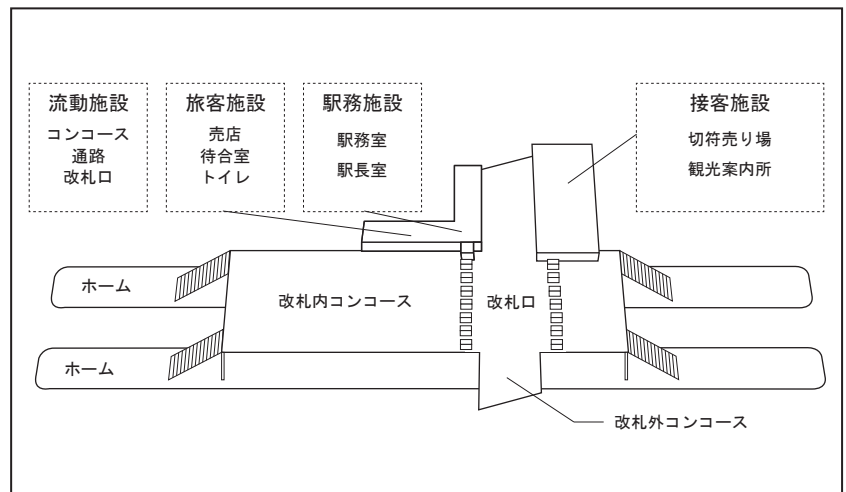 流動施設
コンコース
通路
改札口
旅客施設
売店
待合室
トイレ
駅務施設
駅務室
駅長室
接客施設
切符売り場
観光案内所
ホーム
改札内コンコース
改札口
ホーム
改札外コンコース